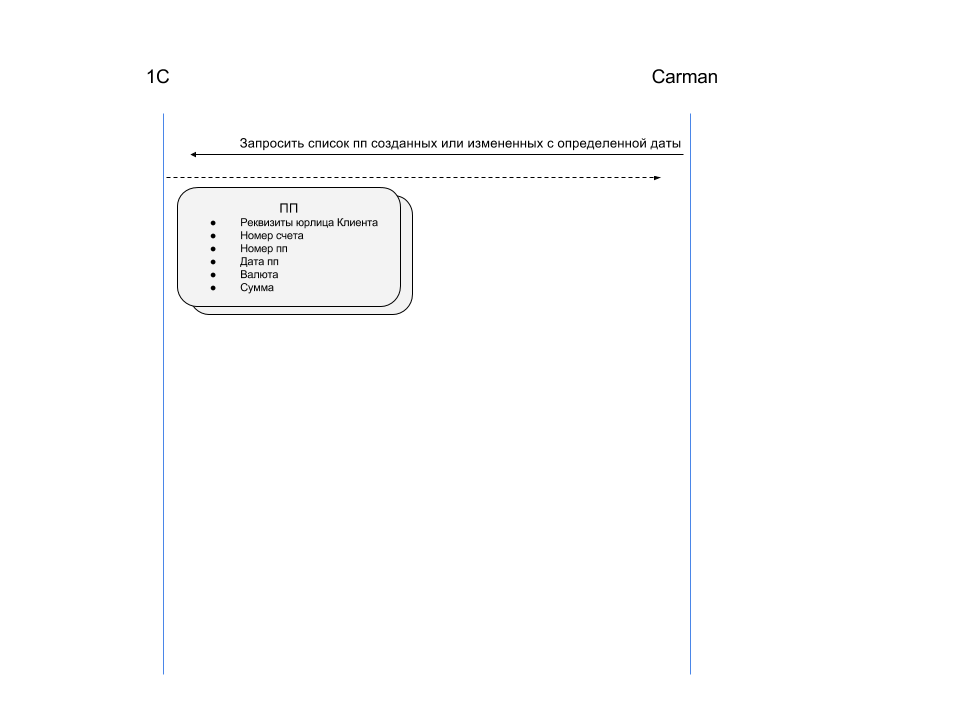 1C
Carman
Запросить список пп созданных или измененных с определенной даты
ПП
● Реквизиты юрлица Клиента
● Номер счета
● Номер пп
● Дата пп
● Валюта
● Сумма